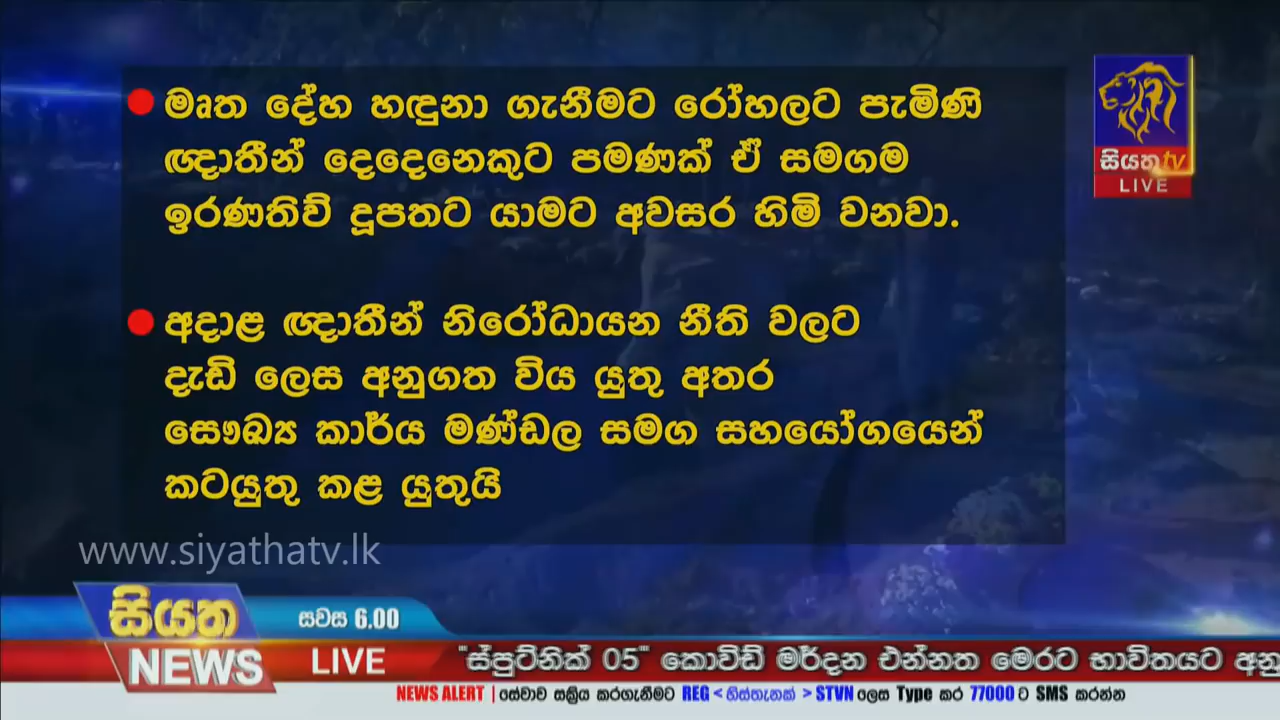 මෘත දේහ හඳුනා ගැනීමට රෝහලට පැමිණි
ඥාතීන් දෙදෙනෙකුට පමණක් ඒ සමගම
ඉරණතිව් දූපතට යාමට අවසර හිමි වනවා.
අදාළ ඥාතීන් නිරෝධායන නීති වලට
දැඩි ලෙස අනුගත විය යුතු අතර
සෞඛ්‍ය කාර්ය මණ්ඩල සමග සහයෝගයෙන්
කටයුතු කළ යුතුයි
සියත tv
LIVE
www.siyathatv.lk
සියත
NEWS
සවස 6.00
LIVE
"ස්පුට්නික් 05" කොවිඩ් මර්දන එන්නත මෙරට භාවිතයට අනු
NEWS ALERT | සේවාව සක්‍රීය කරගැනීමට REG < හිස්තැනක් > STVN ලෙස Type කර 77000 ට SMS කරන්න